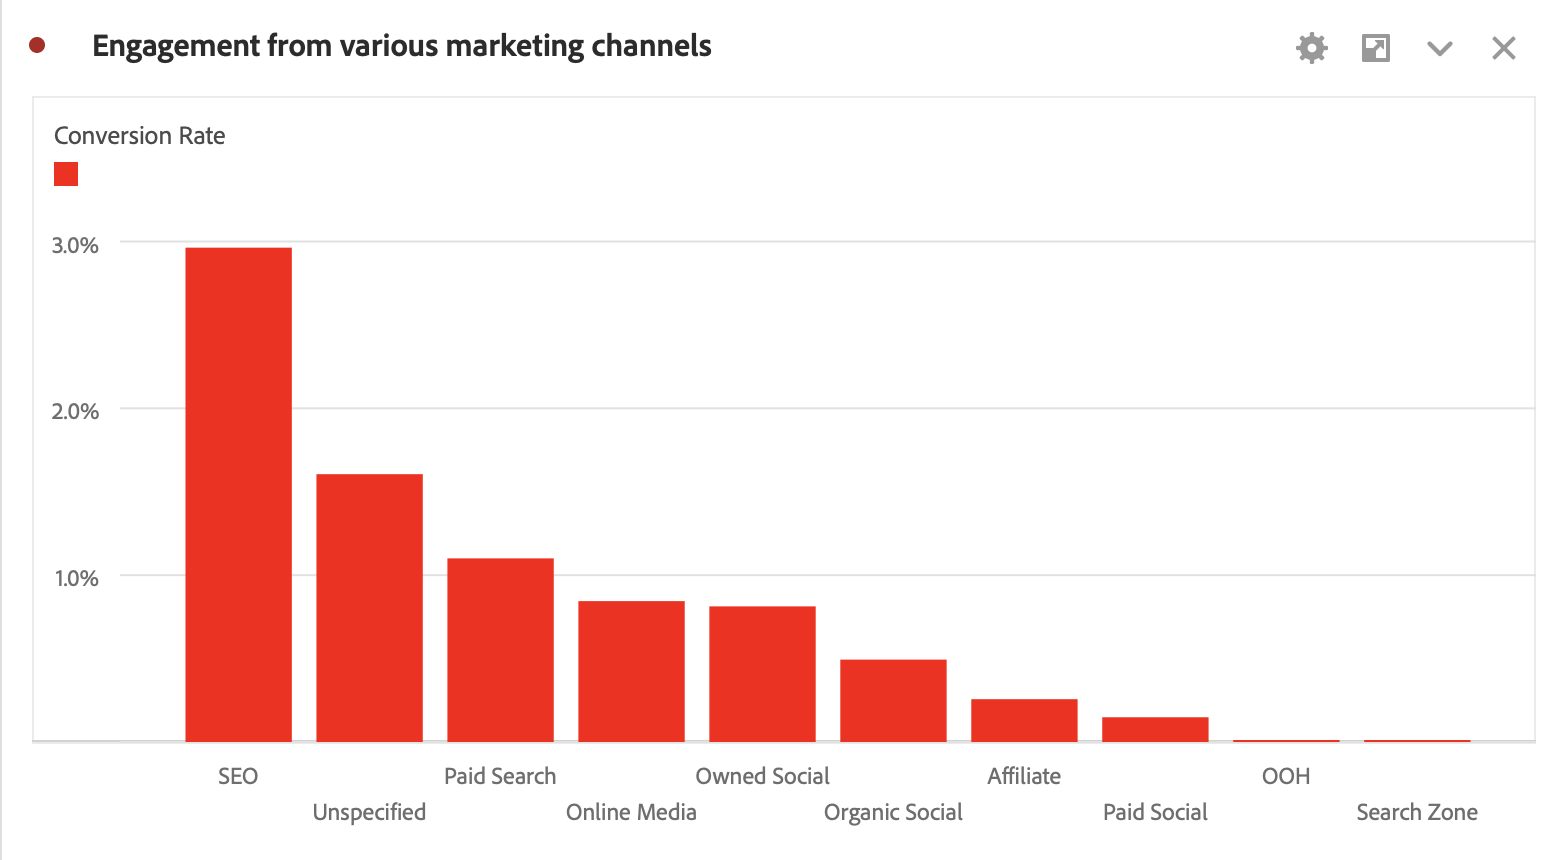 Engagement from various marketing channels
Conversion Rate
3.0%
2.0%
1.0%
SEO
Paid Search
Owned Social
Affiliate
OOH
Unspecified
Online Media
Organic Social
Paid Social
Search Zone